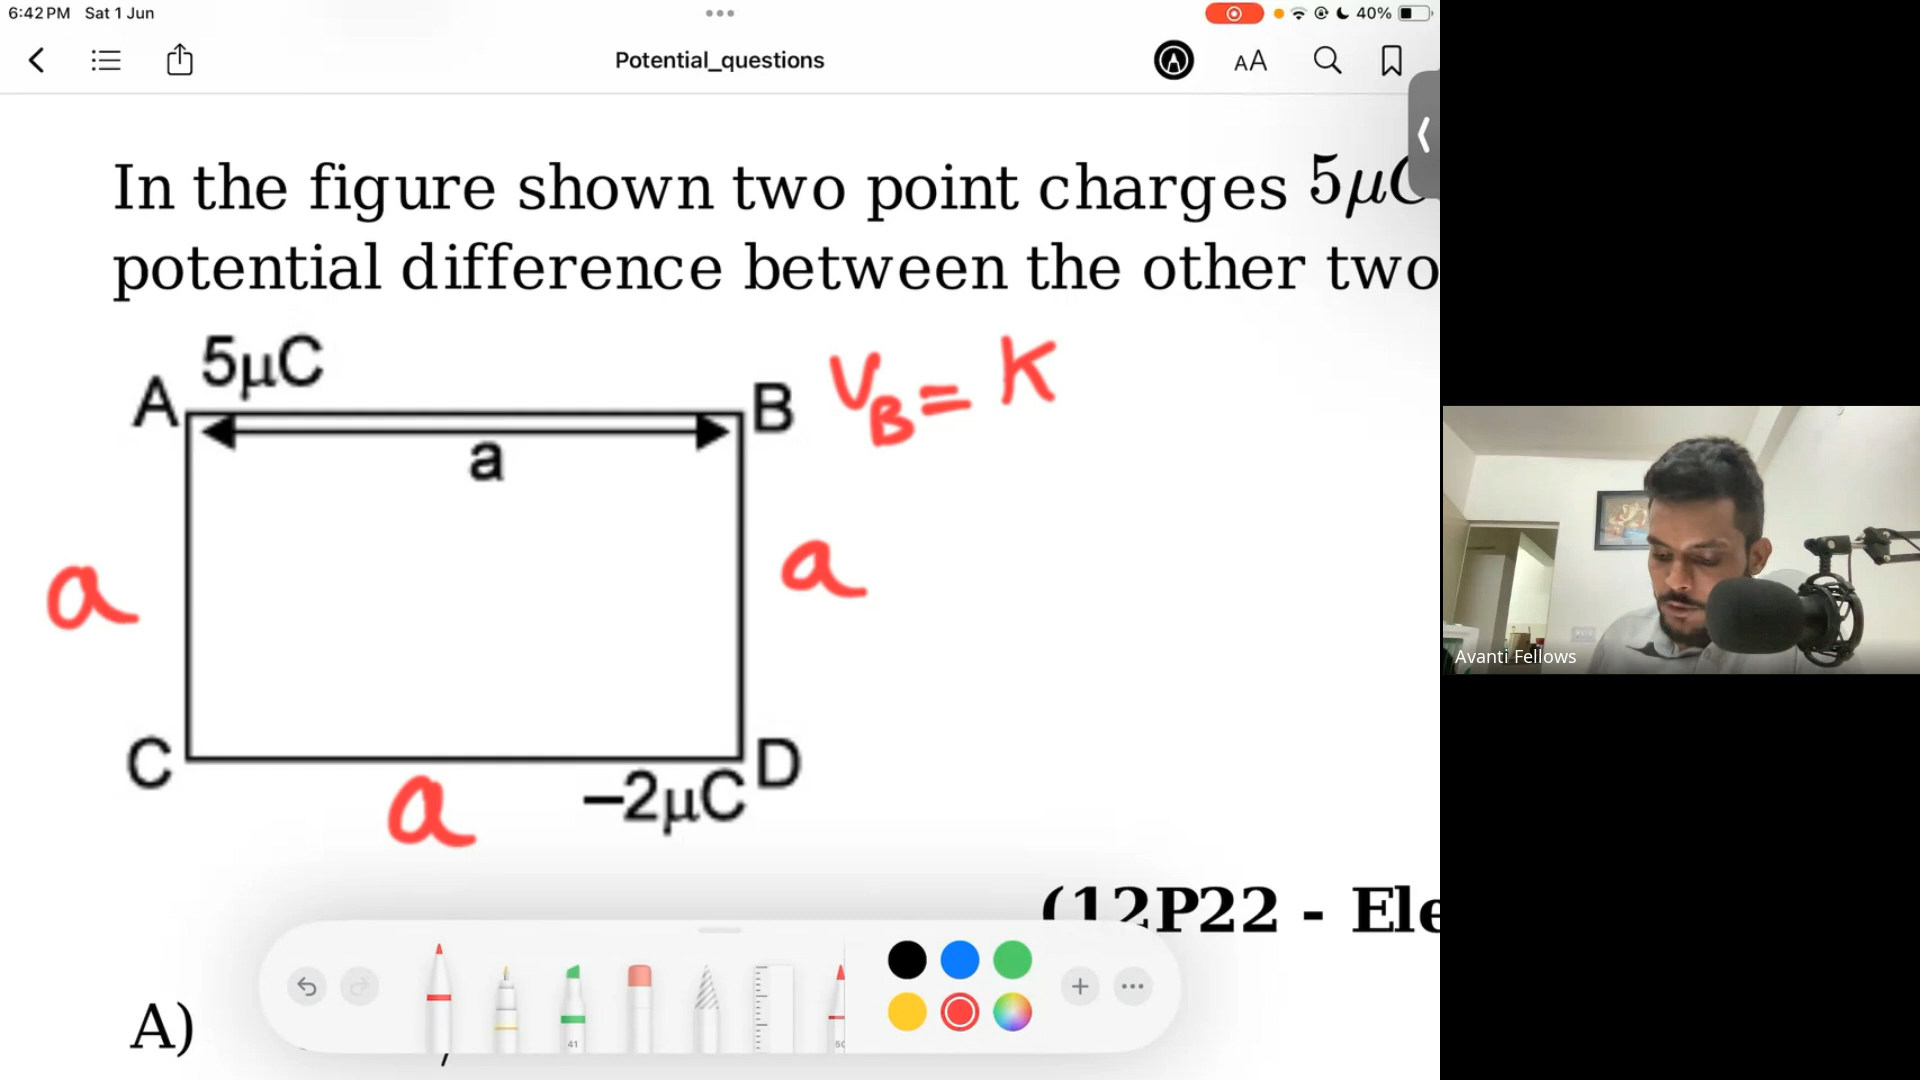 6:42 PM Sat 1 Jun
40%
Potential_questions
AA
In the figure shown two point charges 5μC
potential difference between the other two
5μC
A
B
V_B = K
a
a
a
C
D
a
−2μC
(12P22 - Ele
41
A)
Avanti Fellows